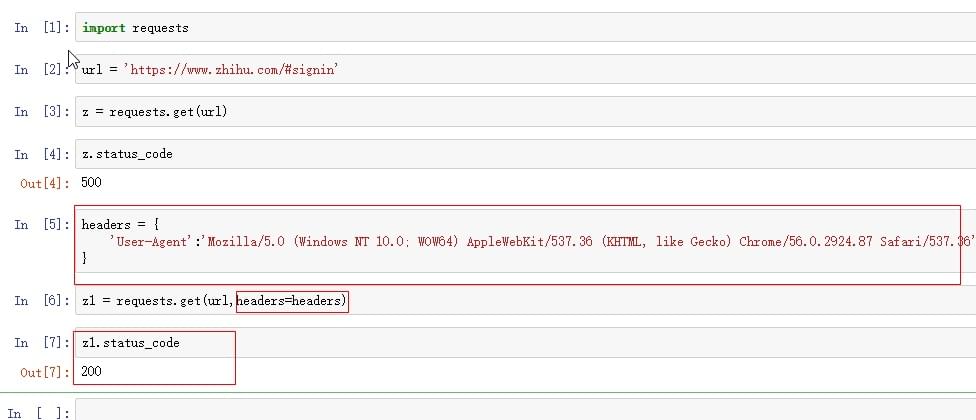 In [1]: import requests
In [2]: url = 'https://www.zhihu.com/#signin'
In [3]: z = requests.get(url)
In [4]: z.status_code
Out[4]: 500
In [5]: headers = {
'User-Agent':'Mozilla/5.0 (Windows NT 10.0; WOW64) AppleWebKit/537.36 (KHTML, like Gecko) Chrome/56.0.2924.87 Safari/537.36'
}
In [6]: z1 = requests.get(url,headers=headers)
In [7]: z1.status_code
Out[7]: 200
In [ ]: